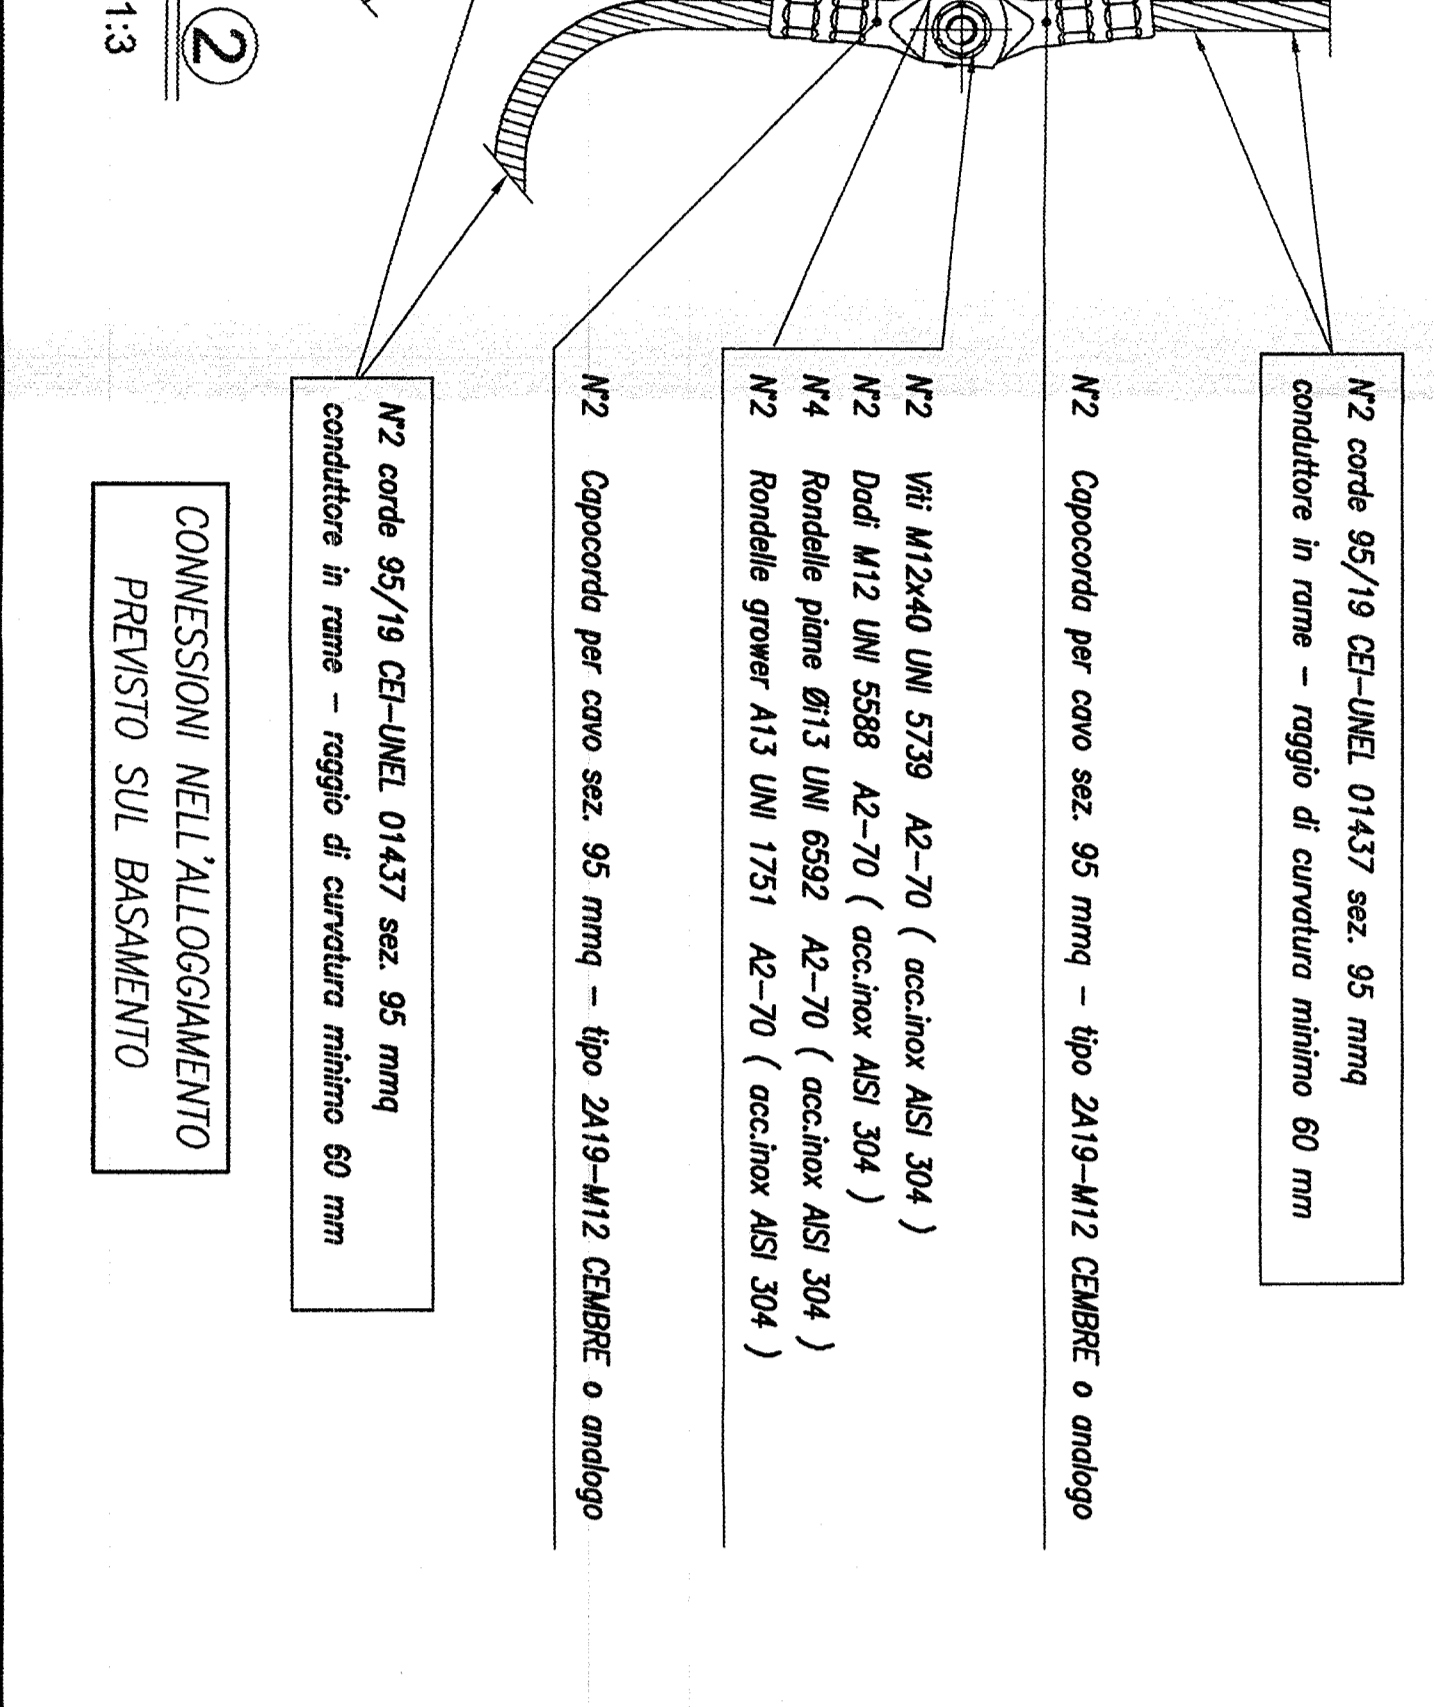 N°2 corde 95/19 CEI-UNEL 01437 sez. 95 mmq
conduttore in rame - raggio di curvatura minimo 60 mm
N°2 Capocorda per cavo sez. 95 mmq - tipo 2A19-M12 CEMBRE o analogo
N°2 Viti M12x40 UNI 5739 A2-70 ( acc.inox AISI 304 )
N°2 Dadi M12 UNI 5588 A2-70 ( acc.inox AISI 304 )
N°4 Rondelle piane Øi13 UNI 6592 A2-70 ( acc.inox AISI 304 )
N°2 Rondelle grower A13 UNI 1751 A2-70 ( acc.inox AISI 304 )
N°2 Capocorda per cavo sez. 95 mmq - tipo 2A19-M12 CEMBRE o analogo
N°2 corde 95/19 CEI-UNEL 01437 sez. 95 mmq
conduttore in rame - raggio di curvatura minimo 60 mm
2
1:3
CONNESSIONI NELL'ALLOGGIAMENTO
PREVISTO SUL BASAMENTO